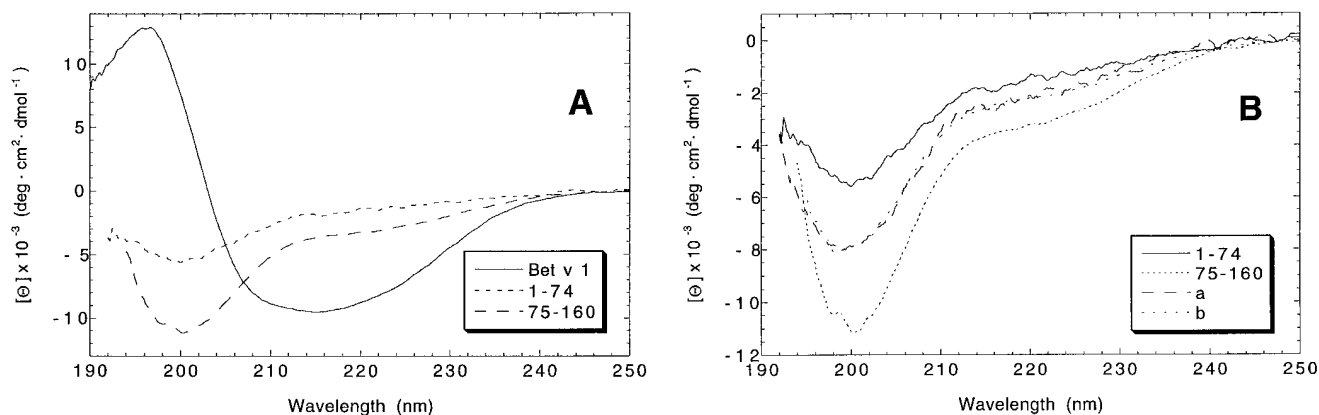 A
[Θ] x 10⁻³ (deg · cm²· dmol⁻¹)
10
5
0
-5
-10
Bet v 1
1-74
75-160
190 200 210 220 230 240 250
Wavelength (nm)
B
[Θ] x 10⁻³ (deg · cm²· dmol⁻¹)
0
-2
-4
-6
-8
-10
-12
1-74
75-160
a
b
190 200 210 220 230 240 250
Wavelength (nm)